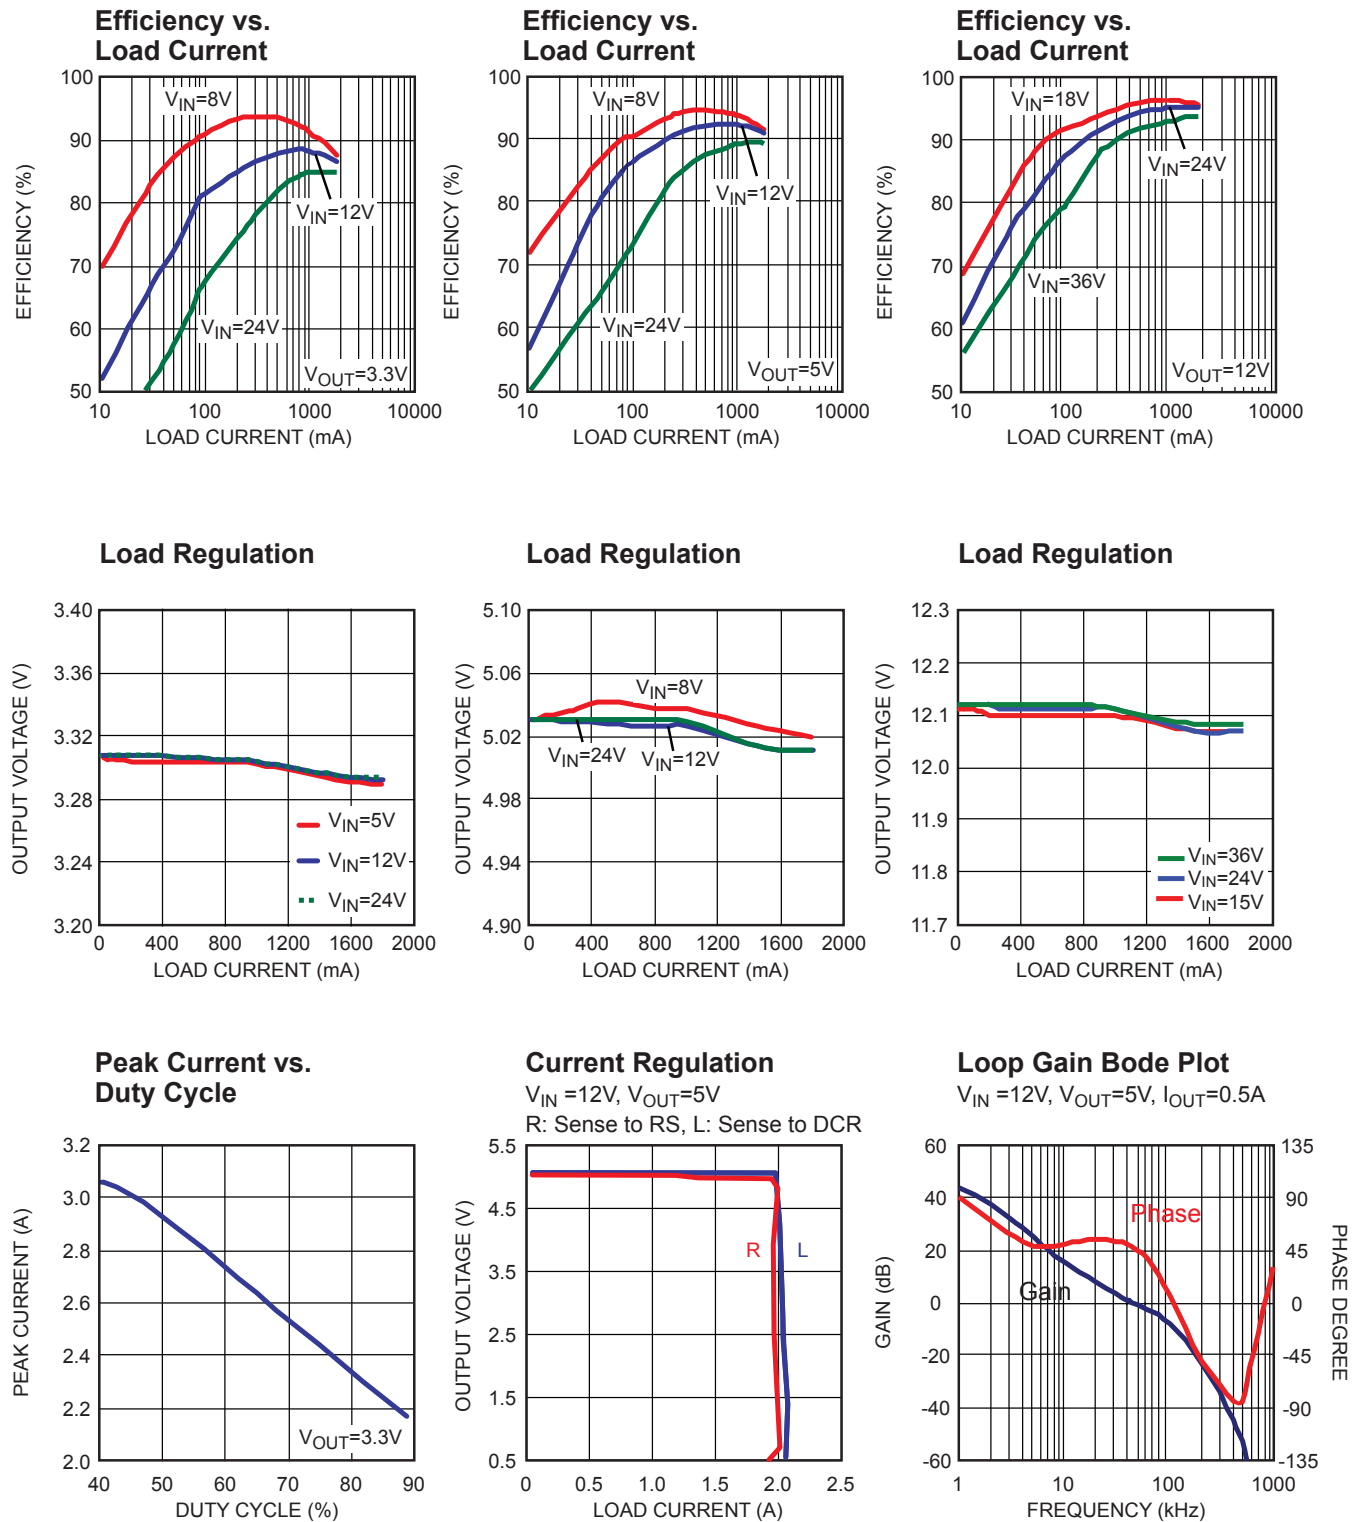 Efficiency vs.
Load Current
100
90
80
70
60
50
EFFICIENCY (%)
VIN=8V
VIN=12V
VIN=24V
VOUT=3.3V
10 100 1000 10000
LOAD CURRENT (mA)
Efficiency vs.
Load Current
100
90
80
70
60
50
EFFICIENCY (%)
VIN=8V
VIN=12V
VIN=24V
VOUT=5V
10 100 1000 10000
LOAD CURRENT (mA)
Efficiency vs.
Load Current
100
90
80
70
60
50
EFFICIENCY (%)
VIN=18V
VIN=24V
VIN=36V
VOUT=12V
10 100 1000 10000
LOAD CURRENT (mA)
Load Regulation
3.40
3.36
3.32
3.28
3.24
3.20
OUTPUT VOLTAGE (V)
VIN=5V
VIN=12V
VIN=24V
0 400 800 1200 1600 2000
LOAD CURRENT (mA)
Load Regulation
5.10
5.06
5.02
4.98
4.94
4.90
OUTPUT VOLTAGE (V)
VIN=8V
VIN=24V
VIN=12V
0 400 800 1200 1600 2000
LOAD CURRENT (mA)
Load Regulation
12.3
12.2
12.1
12.0
11.9
11.8
11.7
OUTPUT VOLTAGE (V)
VIN=36V
VIN=24V
VIN=15V
0 400 800 1200 1600 2000
LOAD CURRENT (mA)
Peak Current vs.
Duty Cycle
3.2
3.0
2.8
2.6
2.4
2.2
2.0
PEAK CURRENT (A)
VOUT=3.3V
40 50 60 70 80 90
DUTY CYCLE (%)
Current Regulation
VIN =12V, VOUT=5V
R: Sense to RS, L: Sense to DCR
5.5
4.5
3.5
2.5
1.5
0.5
OUTPUT VOLTAGE (V)
R
L
0 0.5 1.0 1.5 2.0 2.5
LOAD CURRENT (A)
Loop Gain Bode Plot
VIN =12V, VOUT=5V, IOUT=0.5A
60
40
20
0
-20
-40
-60
GAIN (dB)
Phase
Gain
135
90
45
0
-45
-90
-135
PHASE DEGREE
1 10 100 1000
FREQUENCY (kHz)